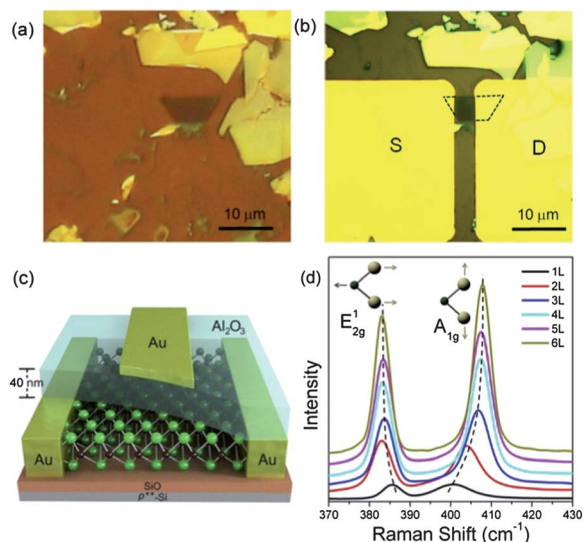 (a)
10 μm
(b)
S
D
10 μm
(c)
Al₂O₃
Au
40 nm
Au
Au
SiO
P⁺⁺-Si
(d)
E¹2g
A1g
1L
2L
3L
4L
5L
6L
Intensity
370 380 390 400 410 420 430
Raman Shift (cm⁻¹)